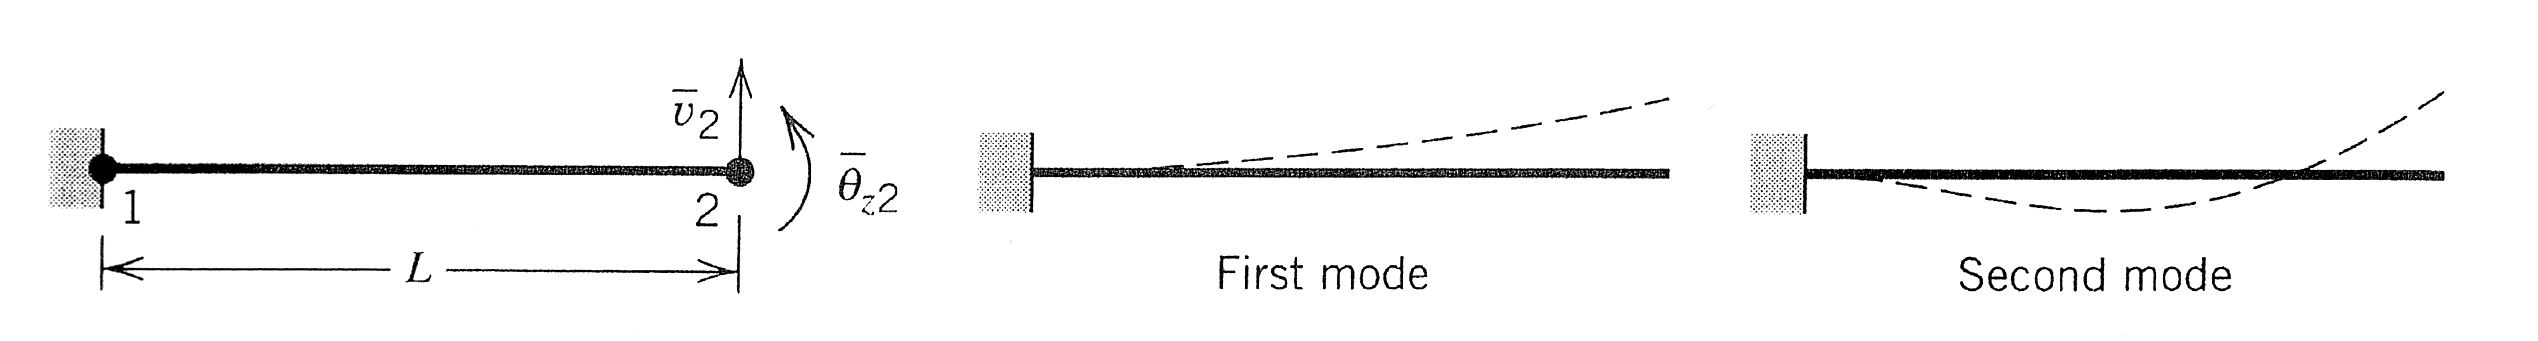 v̄₂
θ̄z2
1
2
L
First mode
Second mode